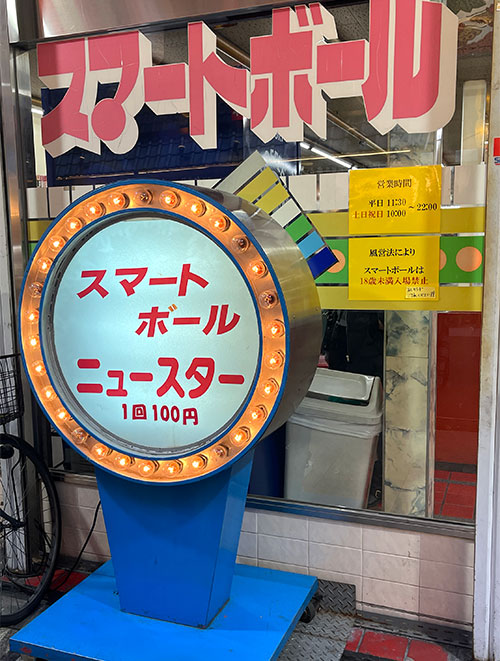 スマートボール
営業時間
平日 11:30
土日祝日 10:00 ～ 22:00
風営法により
スマートボールは
18歳未満入場禁止
スマート
ボール
ニュースター
1回100円